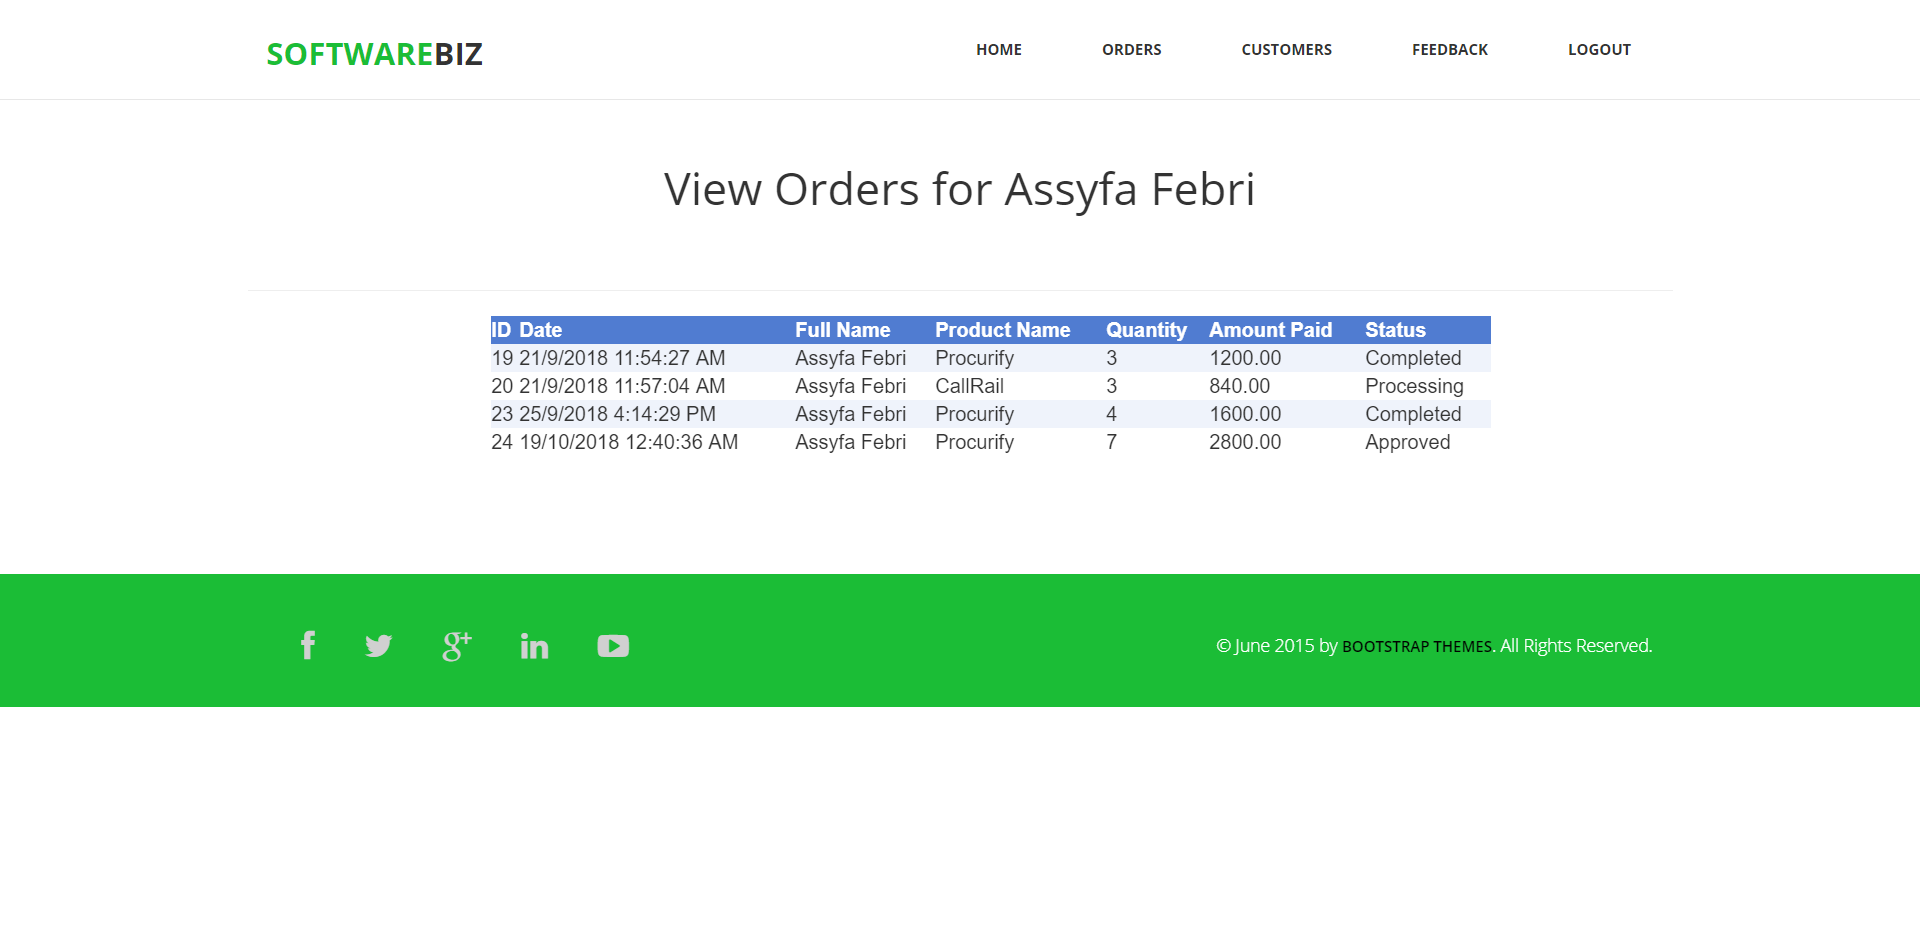 SOFTWAREBIZ HOME ORDERS CUSTOMERS FEEDBACK LOGOUT
View Orders for Assyfa Febri
ID Date Full Name Product Name Quantity Amount Paid Status
19 21/9/2018 11:54:27 AM Assyfa Febri Procurify 3 1200.00 Completed
20 21/9/2018 11:57:04 AM Assyfa Febri CallRail 3 840.00 Processing
23 25/9/2018 4:14:29 PM Assyfa Febri Procurify 4 1600.00 Completed
24 19/10/2018 12:40:36 AM Assyfa Febri Procurify 7 2800.00 Approved
© June 2015 by BOOTSTRAP THEMES. All Rights Reserved.